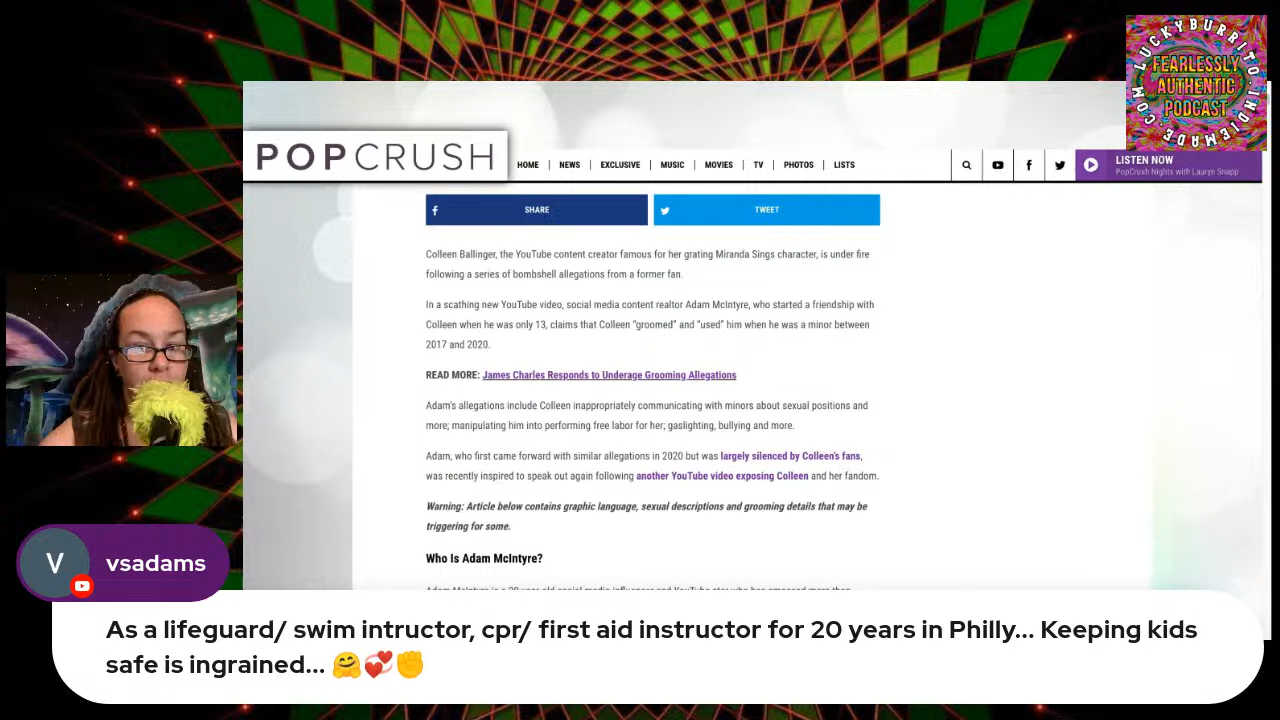 LUCKYBURRITO.INDIEMADE.COM
FEARLESSLY
AUTHENTIC
PODCAST
POPCRUSH
HOME
NEWS
EXCLUSIVE
MUSIC
MOVIES
TV
PHOTOS
LISTS
LISTEN NOW
PopCrush Nights with Lauryn Snapp
SHARE
TWEET
Colleen Ballinger, the YouTube content creator famous for her grating Miranda Sings character, is under fire
following a series of bombshell allegations from a former fan.
In a scathing new YouTube video, social media content realtor Adam McIntyre, who started a friendship with
Colleen when he was only 13, claims that Colleen “groomed” and “used” him when he was a minor between
2017 and 2020.
READ MORE: James Charles Responds to Underage Grooming Allegations
Adam's allegations include Colleen inappropriately communicating with minors about sexual positions and
more; manipulating him into performing free labor for her; gaslighting, bullying and more.
Adam, who first came forward with similar allegations in 2020 but was largely silenced by Colleen's fans,
was recently inspired to speak out again following another YouTube video exposing Colleen and her fandom.
Warning: Article below contains graphic language, sexual descriptions and grooming details that may be
triggering for some.
Who Is Adam McIntyre?
V
vsadams
As a lifeguard/ swim intructor, cpr/ first aid instructor for 20 years in Philly... Keeping kids
safe is ingrained... 🤗💞✊